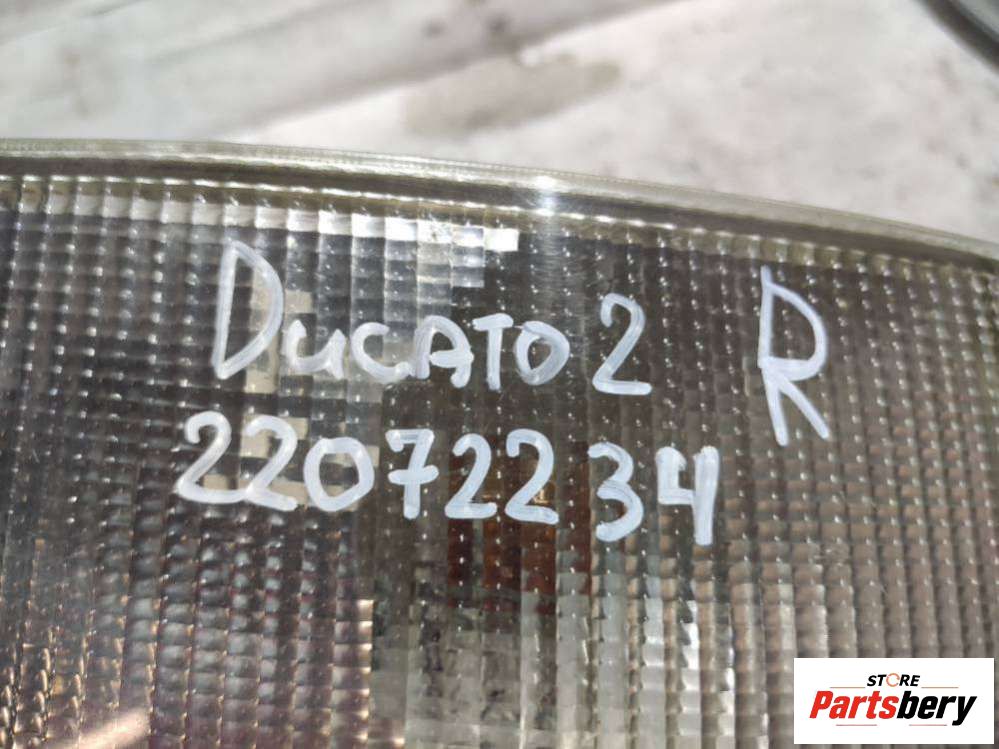 DUCATO 2 R
22072234
STORE
Partsbery